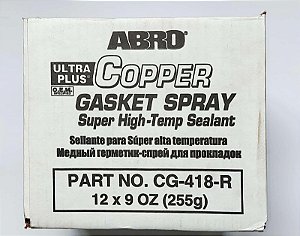 ABRO®
ULTRA PLUS™ COPPER
O.E.M.
GASKET SPRAY
Super High-Temp Sealant
Sellante para Súper alta temperatura
Медный герметик-спрей для прокладок
PART NO. CG-418-R
12 x 9 OZ (255g)